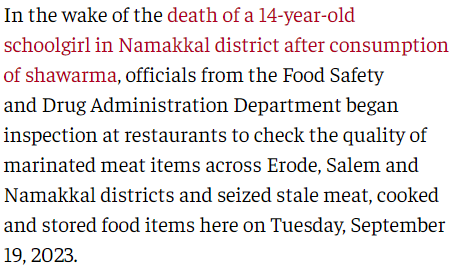 In the wake of the death of a 14-year-old
schoolgirl in Namakkal district after consumption
of shawarma, officials from the Food Safety
and Drug Administration Department began
inspection at restaurants to check the quality of
marinated meat items across Erode, Salem and
Namakkal districts and seized stale meat, cooked
and stored food items here on Tuesday, September
19, 2023.